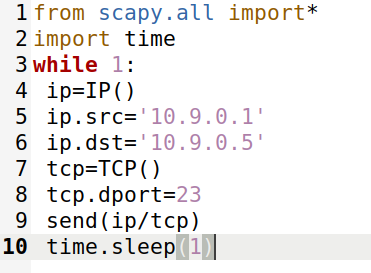 1 from scapy.all import*
2 import time
3 while 1:
4  ip=IP()
5  ip.src='10.9.0.1'
6  ip.dst='10.9.0.5'
7  tcp=TCP()
8  tcp.dport=23
9  send(ip/tcp)
10  time.sleep(1)